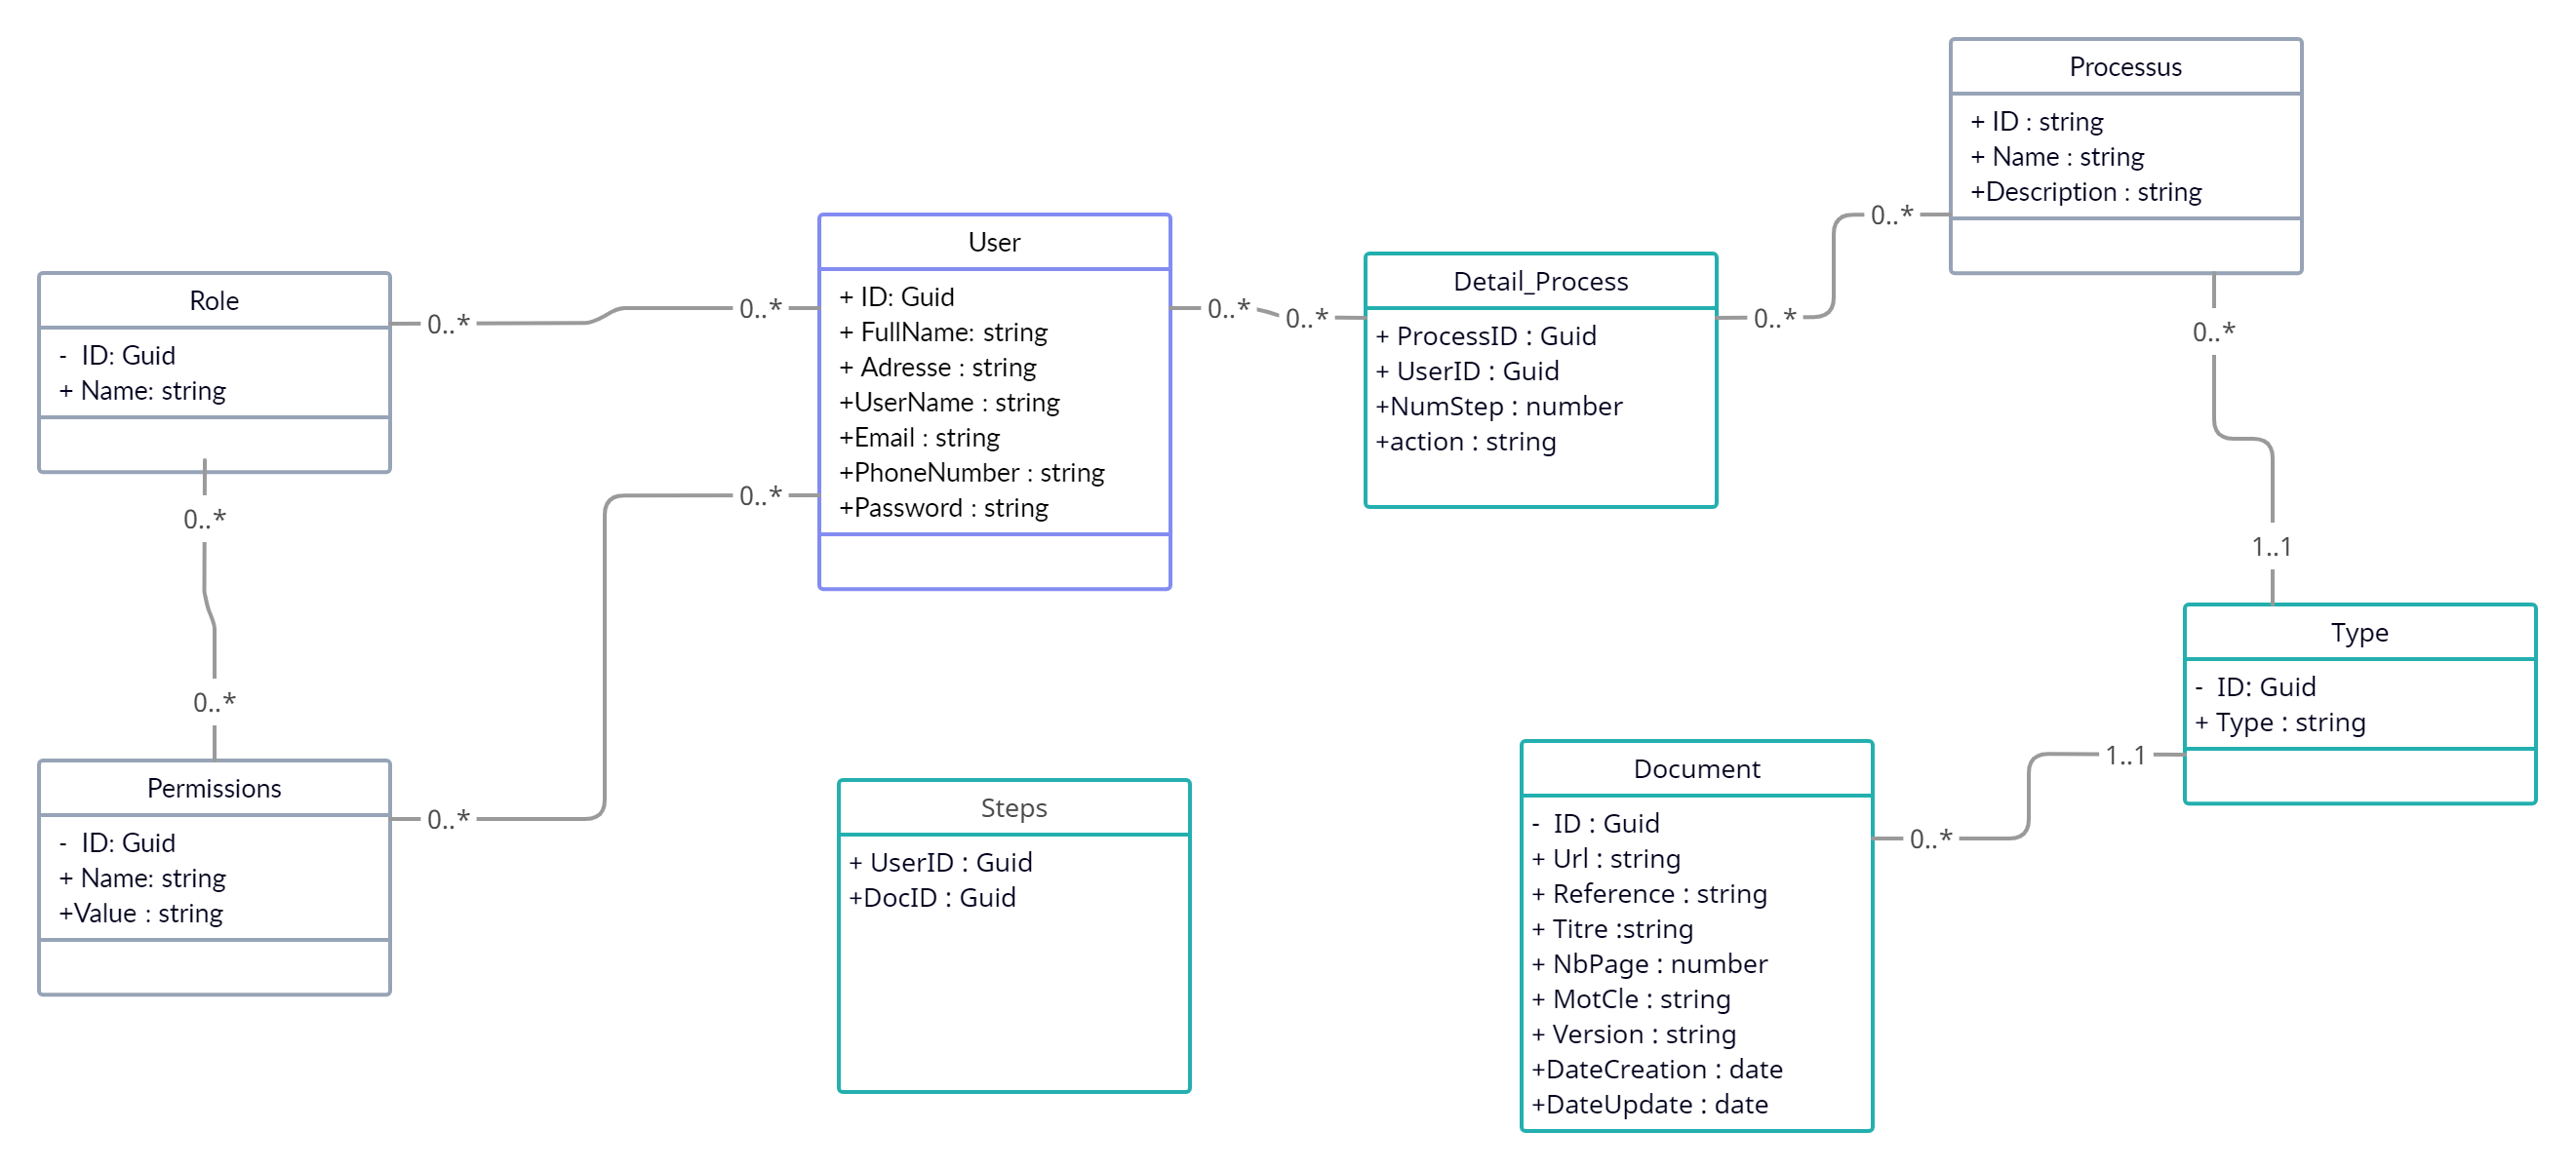 Role
- ID: Guid
+ Name: string
0..*
0..*
0..*
0..*
Permissions
- ID: Guid
+ Name: string
+Value : string
0..*
0..*
User
+ ID: Guid
+ FullName: string
+ Adresse : string
+UserName : string
+Email : string
+PhoneNumber : string
+Password : string
0..*
0..*
Detail_Process
+ ProcessID : Guid
+ UserID : Guid
+NumStep : number
+action : string
0..*
0..*
Processus
+ ID : string
+ Name : string
+Description : string
0..*
1..1
Type
- ID: Guid
+ Type : string
1..1
0..*
Document
- ID : Guid
+ Url : string
+ Reference : string
+ Titre :string
+ NbPage : number
+ MotCle : string
+ Version : string
+DateCreation : date
+DateUpdate : date
Steps
+ UserID : Guid
+DocID : Guid